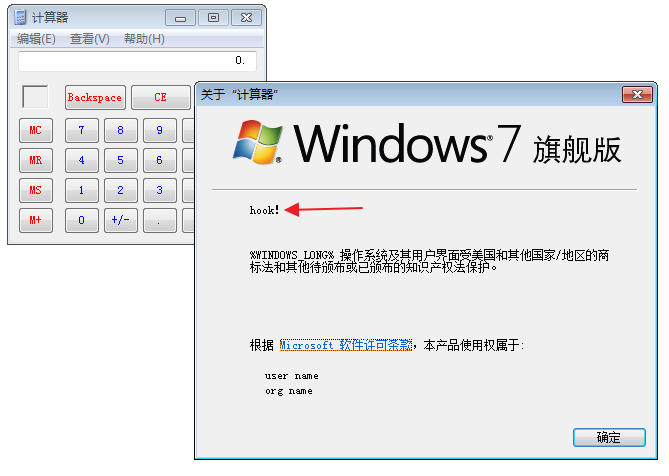 计算器
编辑(E) 查看(V) 帮助(H)
0.
Backspace CE
MC 7 8 9
MR 4 5 6
MS 1 2 3
M+ 0 +/- .
关于“计算器”
Windows® 7 旗舰版
hook!
%WINDOWS_LONG% 操作系统及其用户界面受美国和其他国家/地区的商
标法和其他待颁布或已颁布的知识产权法保护。
根据 Microsoft 软件许可条款，本产品使用权属于:
user name
org name
确定